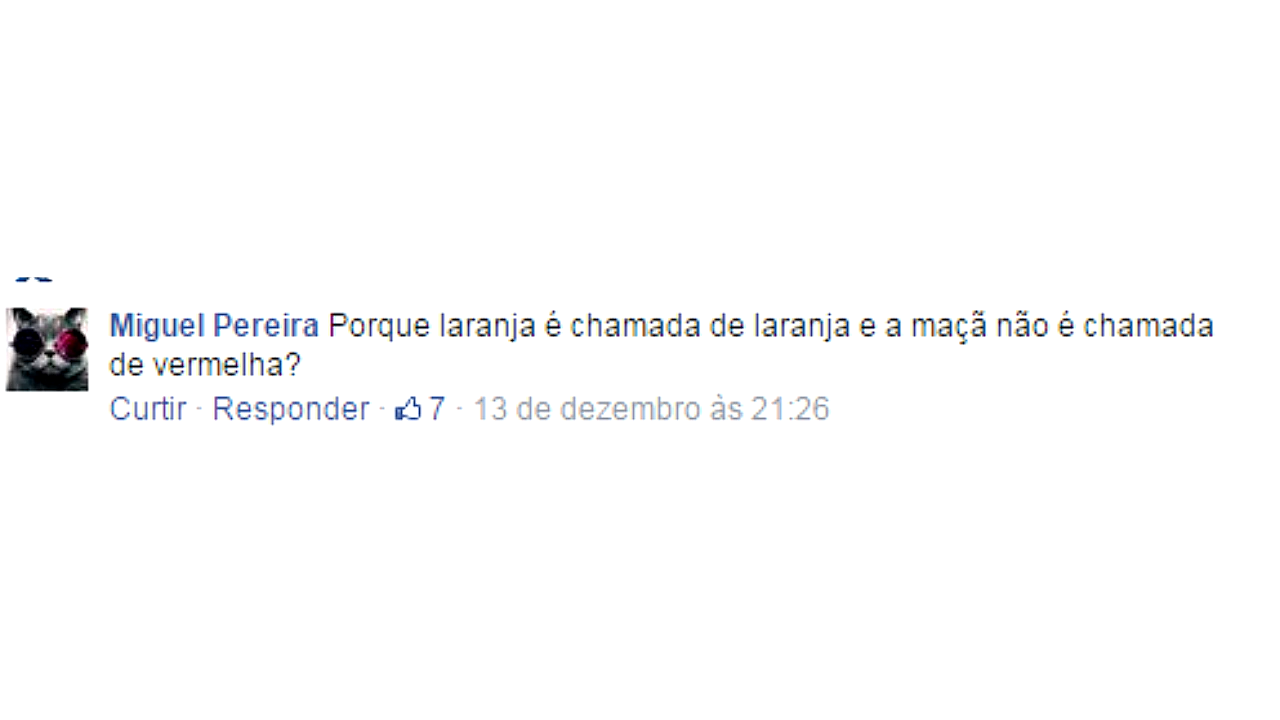 Miguel Pereira Porque laranja é chamada de laranja e a maçã não é chamada
de vermelha?
Curtir · Responder · 7 · 13 de dezembro às 21:26